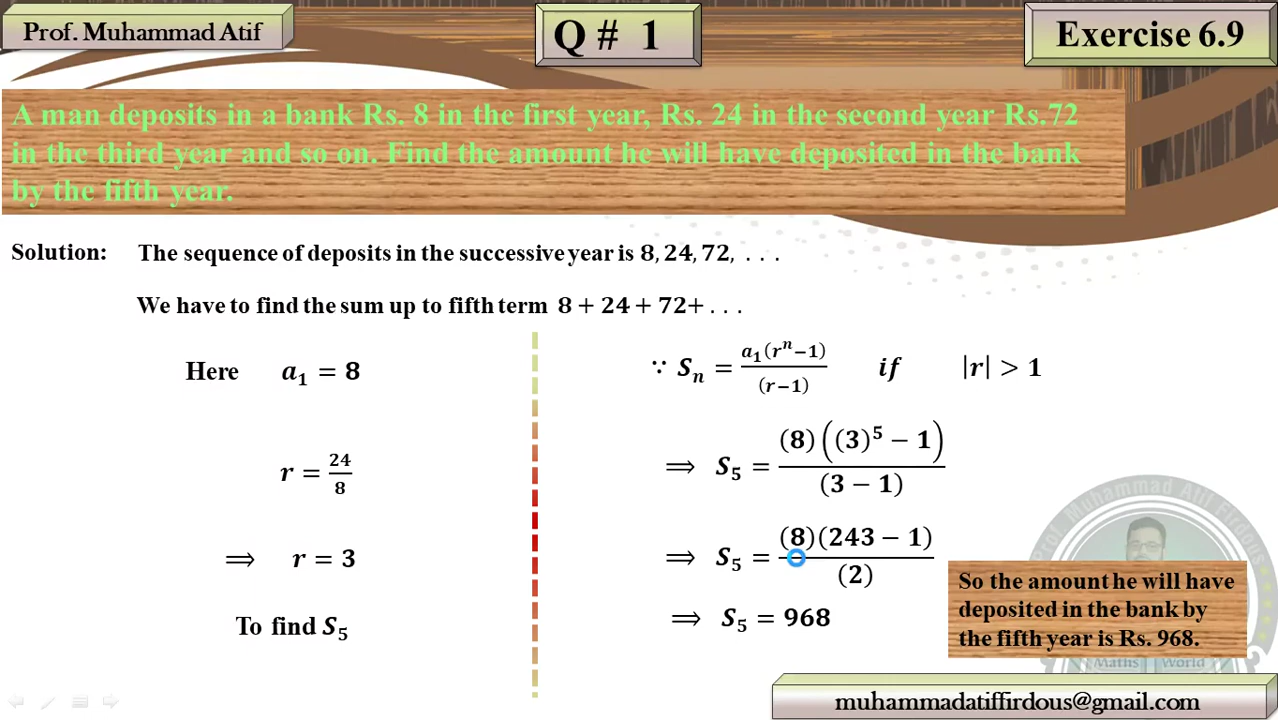 Prof. Muhammad Atif
Q # 1
Exercise 6.9
A man deposits in a bank Rs. 8 in the first year, Rs. 24 in the second year Rs.72
in the third year and so on. Find the amount he will have deposited in the bank
by the fifth year.
Solution: The sequence of deposits in the successive year is 8, 24, 72, . . .
We have to find the sum up to fifth term 8 + 24 + 72+ . . .
Here a₁ = 8
r = 24/8
⟹ r = 3
To find S₅
∵ Sₙ = a₁(rⁿ−1)/(r−1) if |r| > 1
⟹ S₅ = (8)((3)⁵ − 1)/(3 − 1)
⟹ S₅ = (8)(243 − 1)/(2)
⟹ S₅ = 968
So the amount he will have
deposited in the bank by
the fifth year is Rs. 968.
Prof. Muhammad Atif Firdous
Maths World
muhammadatiffirdous@gmail.com